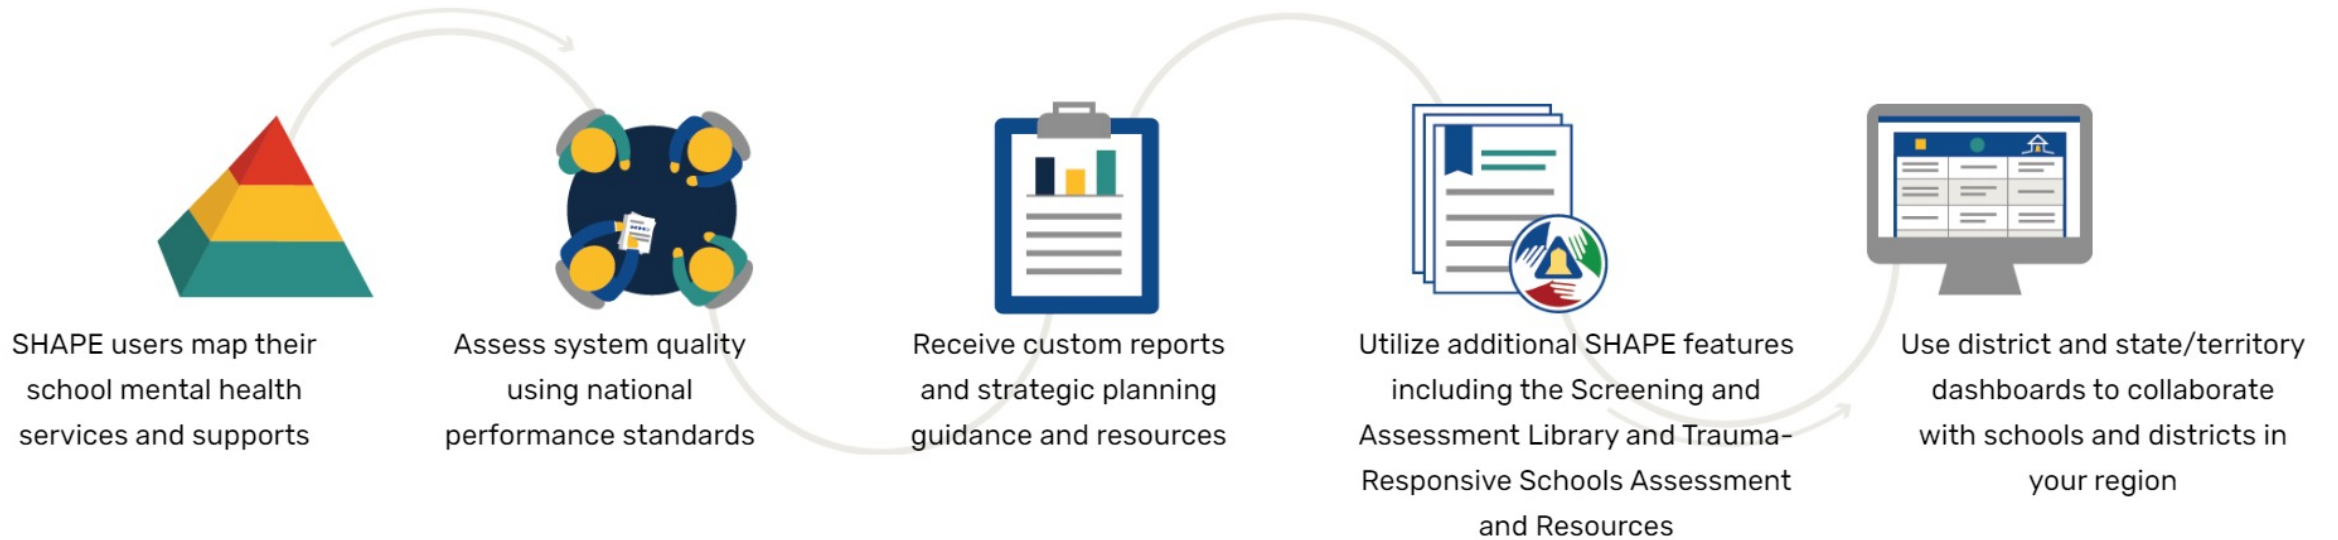 SHAPE users map their
school mental health
services and supports
Assess system quality
using national
performance standards
Receive custom reports
and strategic planning
guidance and resources
Utilize additional SHAPE features
including the Screening and
Assessment Library and Trauma-
Responsive Schools Assessment
and Resources
Use district and state/territory
dashboards to collaborate
with schools and districts in
your region